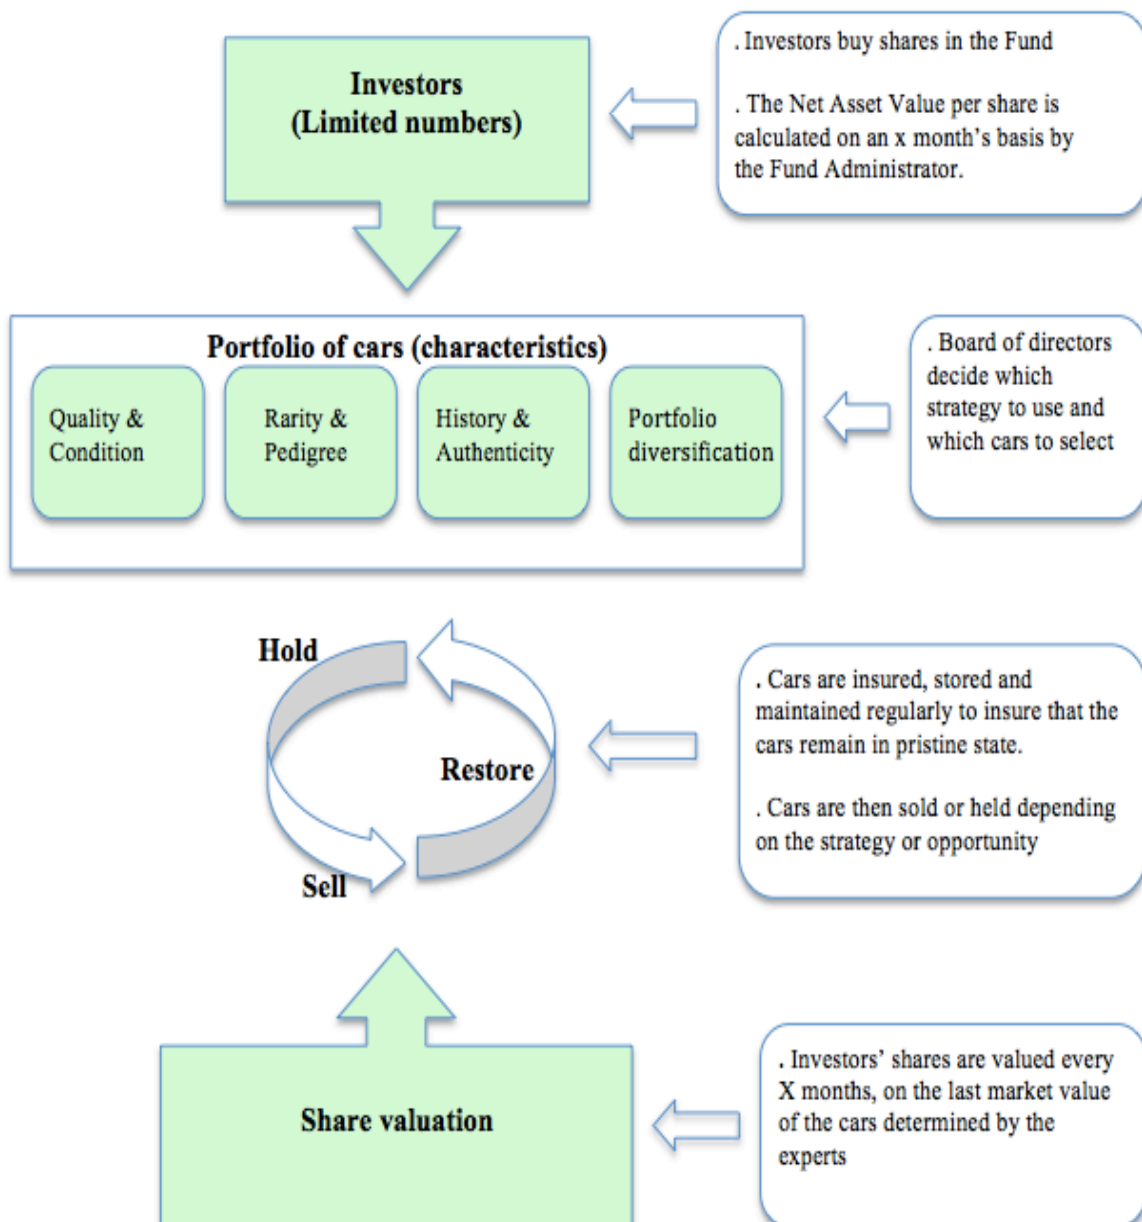 Investors
(Limited numbers)
. Investors buy shares in the Fund
. The Net Asset Value per share is
calculated on an x month’s basis by
the Fund Administrator.
Portfolio of cars (characteristics)
Quality &
Condition
Rarity &
Pedigree
History &
Authenticity
Portfolio
diversification
. Board of directors
decide which
strategy to use and
which cars to select
Hold
Restore
Sell
. Cars are insured, stored and
maintained regularly to insure that the
cars remain in pristine state.
. Cars are then sold or held depending
on the strategy or opportunity
Share valuation
. Investors’ shares are valued every
X months, on the last market value
of the cars determined by the
experts